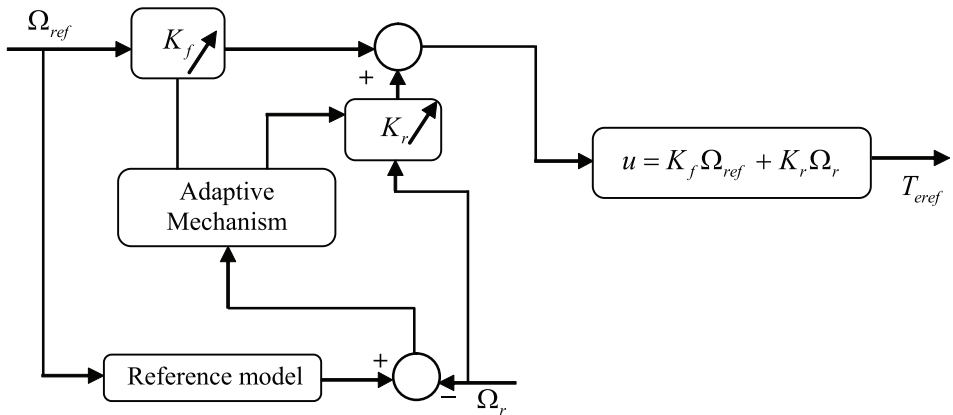 Ω_ref
K_f
+
K_r
u = K_f Ω_ref + K_r Ω_r
T_eref
Adaptive
Mechanism
+
Reference model
−
Ω_r